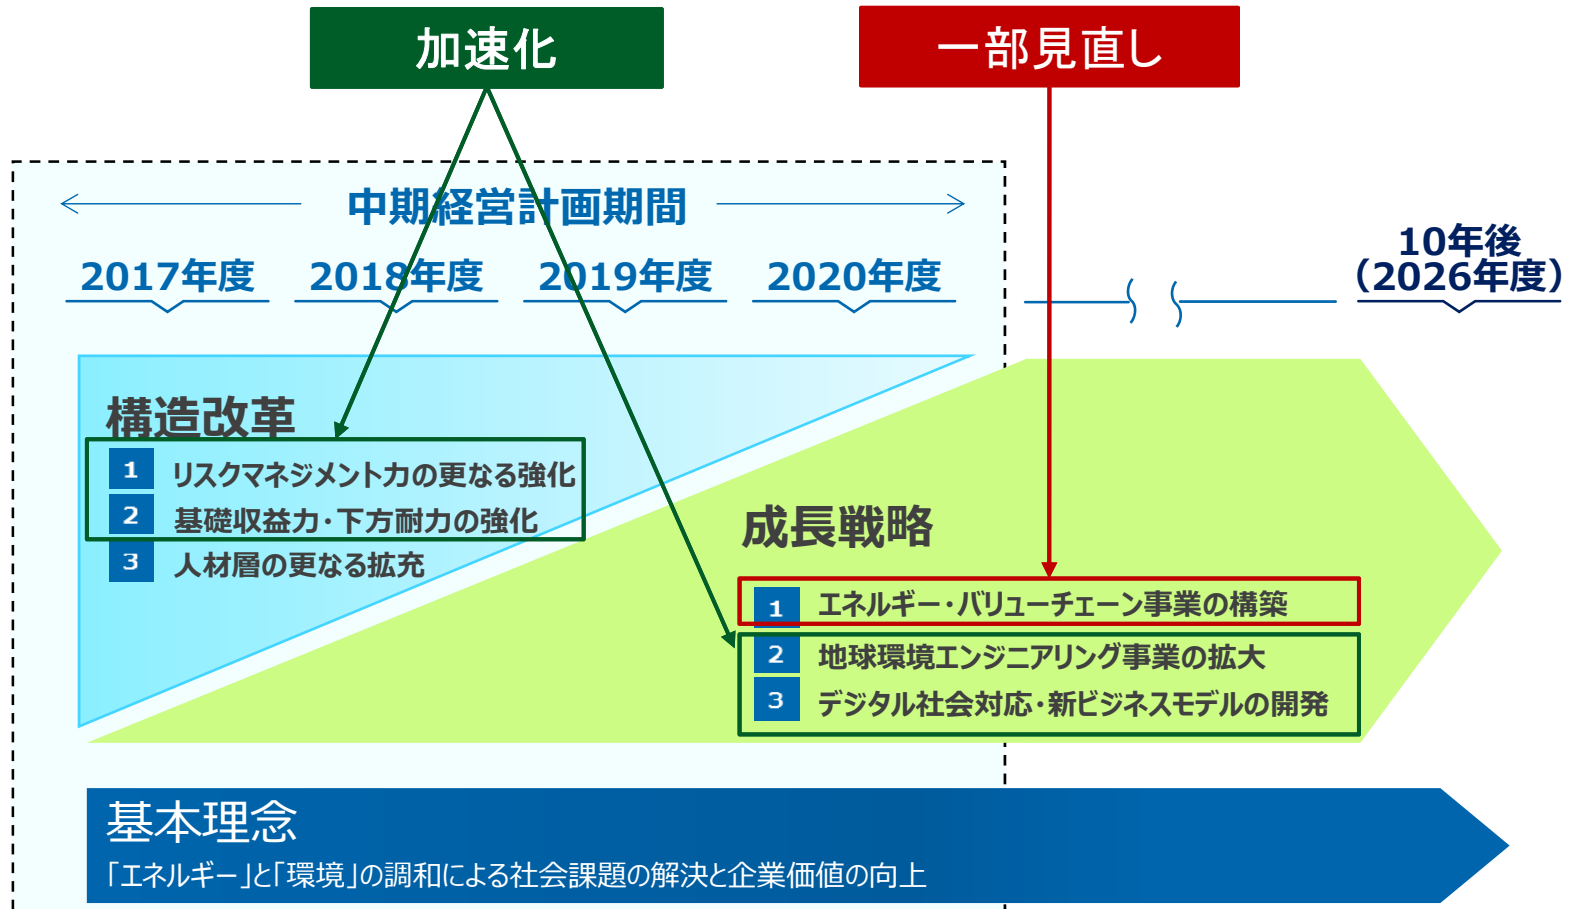 加速化
一部見直し
中期経営計画期間
2017年度
2018年度
2019年度
2020年度
10年後
（2026年度）
構造改革
1 リスクマネジメント力の更なる強化
2 基礎収益力・下方耐力の強化
3 人材層の更なる拡充
成長戦略
1 エネルギー・バリューチェーン事業の構築
2 地球環境エンジニアリング事業の拡大
3 デジタル社会対応・新ビジネスモデルの開発
基本理念
「エネルギー」と「環境」の調和による社会課題の解決と企業価値の向上